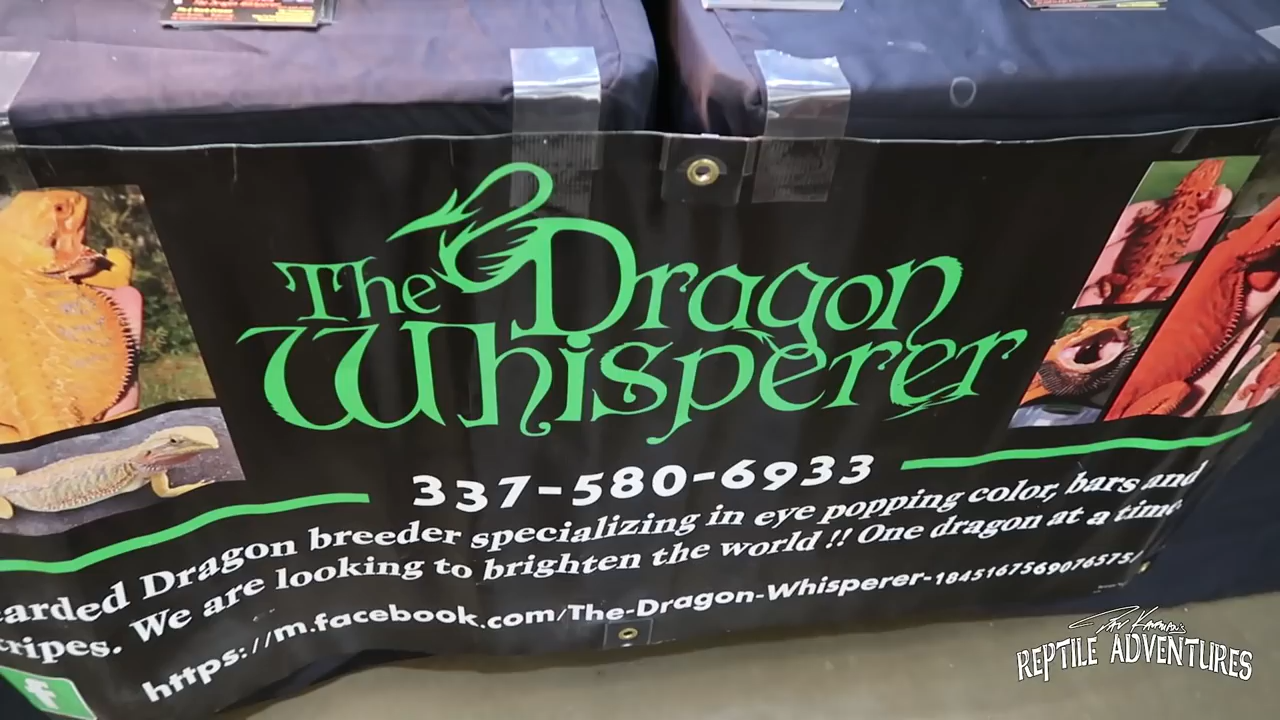 The Dragon
Whisperer
337-580-6933
earded Dragon breeder specializing in eye popping color, bars and
tripes. We are looking to brighten the world !! One dragon at a time
https://m.facebook.com/The-Dragon-Whisperer-1845167569076575/
f
REPTILE ADVENTURES